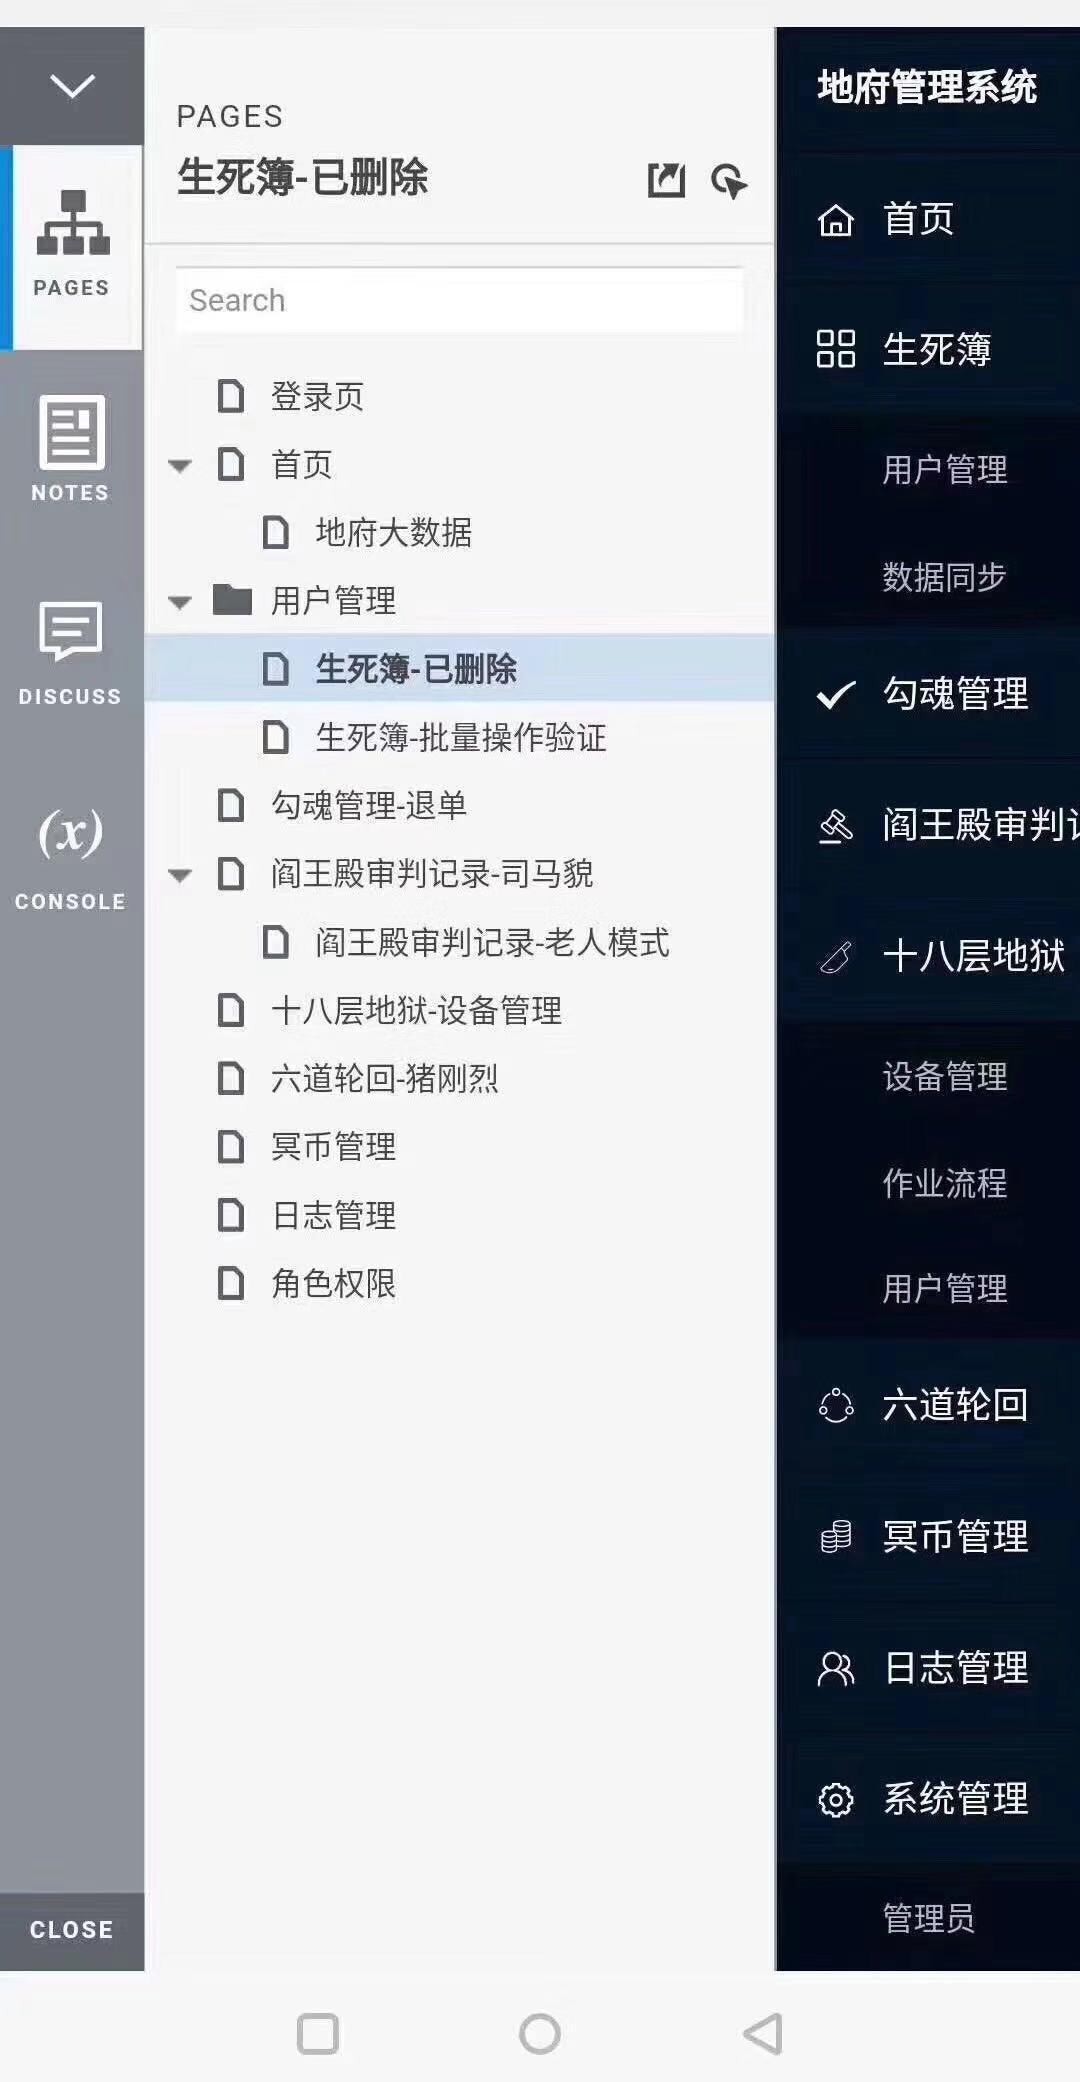 PAGES
NOTES
DISCUSS
(x)
CONSOLE
CLOSE
PAGES
生死簿-已删除
Search
登录页
首页
地府大数据
用户管理
生死簿-已删除
生死簿-批量操作验证
勾魂管理-退单
阎王殿审判记录-司马貌
阎王殿审判记录-老人模式
十八层地狱-设备管理
六道轮回-猪刚烈
冥币管理
日志管理
角色权限
地府管理系统
首页
生死簿
用户管理
数据同步
勾魂管理
阎王殿审判记
十八层地狱
设备管理
作业流程
用户管理
六道轮回
冥币管理
日志管理
系统管理
管理员